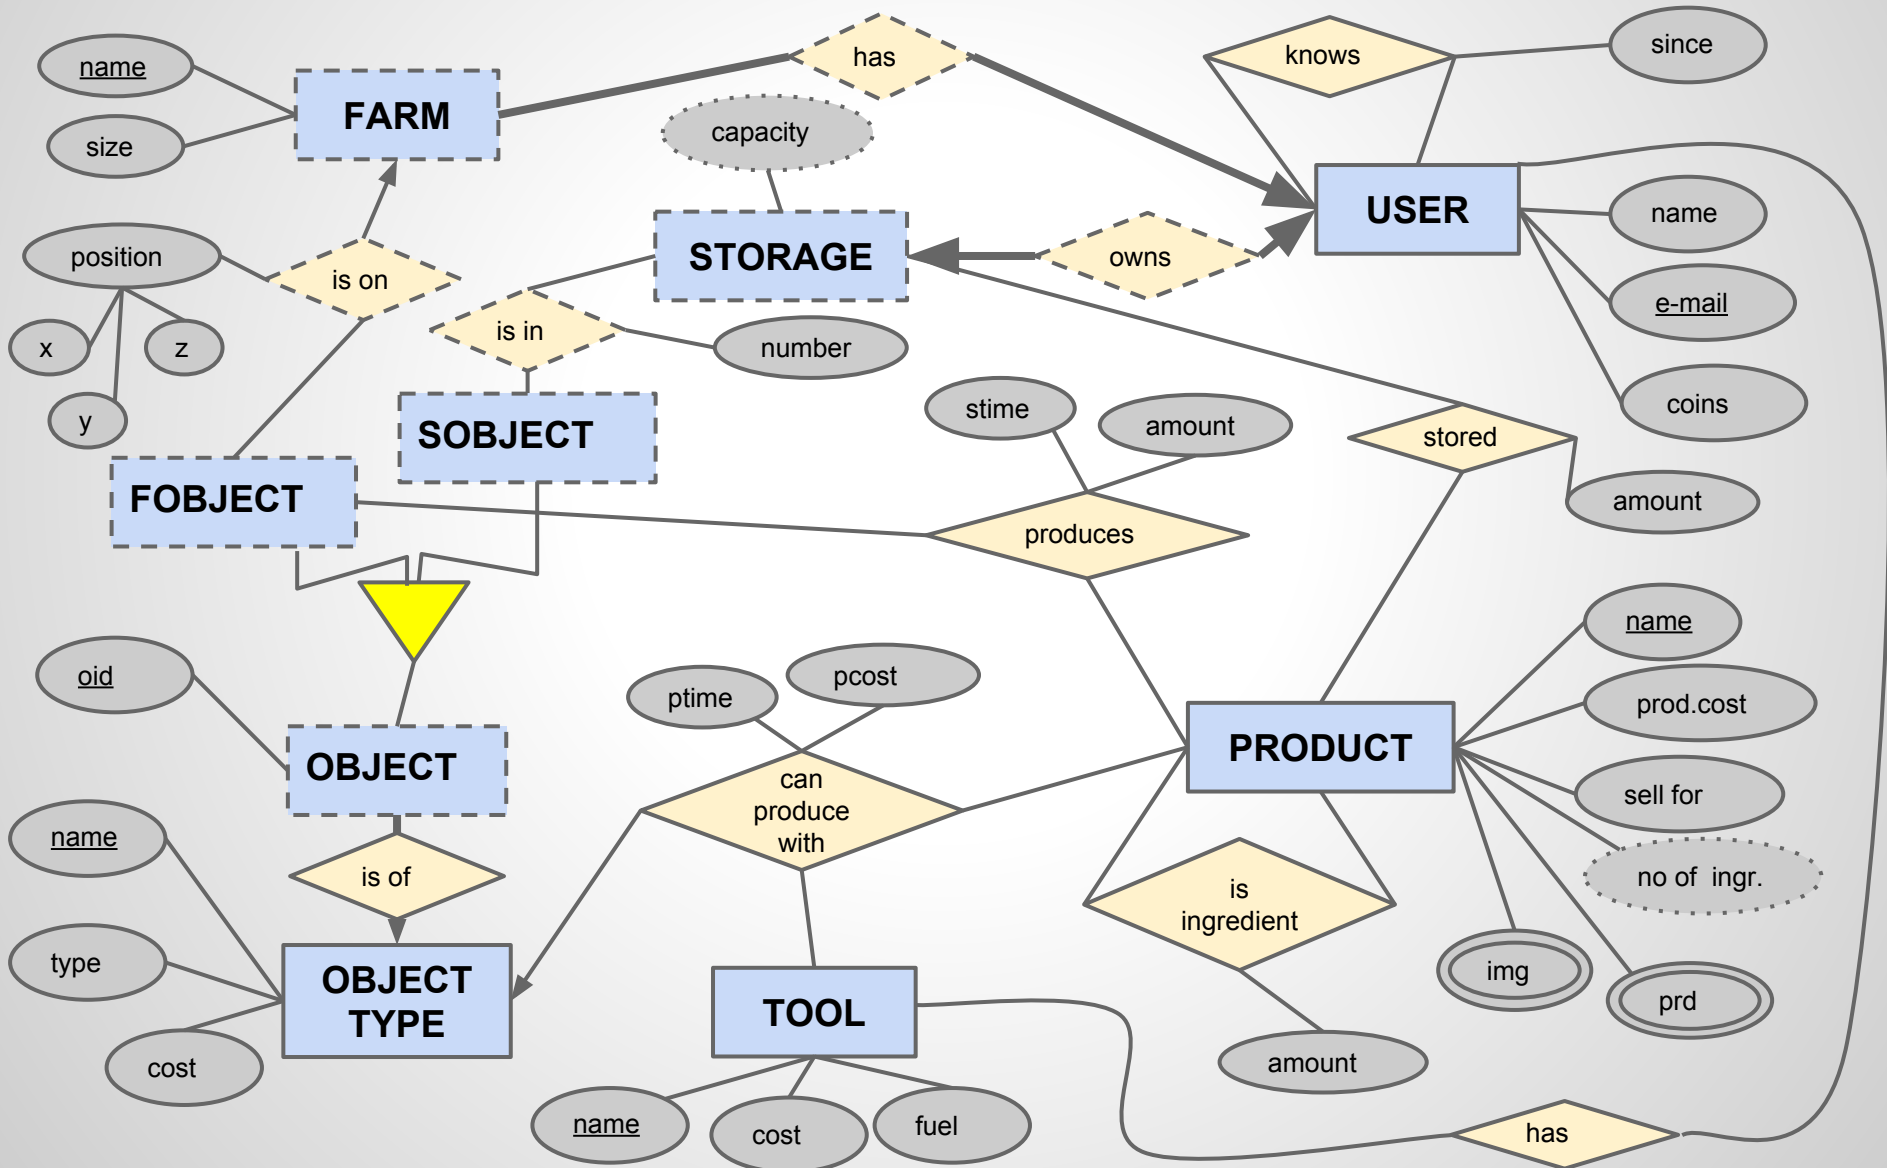 has
knows
since
name
FARM
size
capacity
USER
name
STORAGE
owns
position
is on
e-mail
x
z
is in
number
y
coins
stime
amount
SOBJECT
stored
FOBJECT
amount
produces
name
oid
ptime
pcost
prod.cost
OBJECT
PRODUCT
can
produce
with
sell for
name
is of
is
ingredient
no of ingr.
type
img
prd
OBJECT
TYPE
TOOL
cost
amount
name
cost
fuel
has